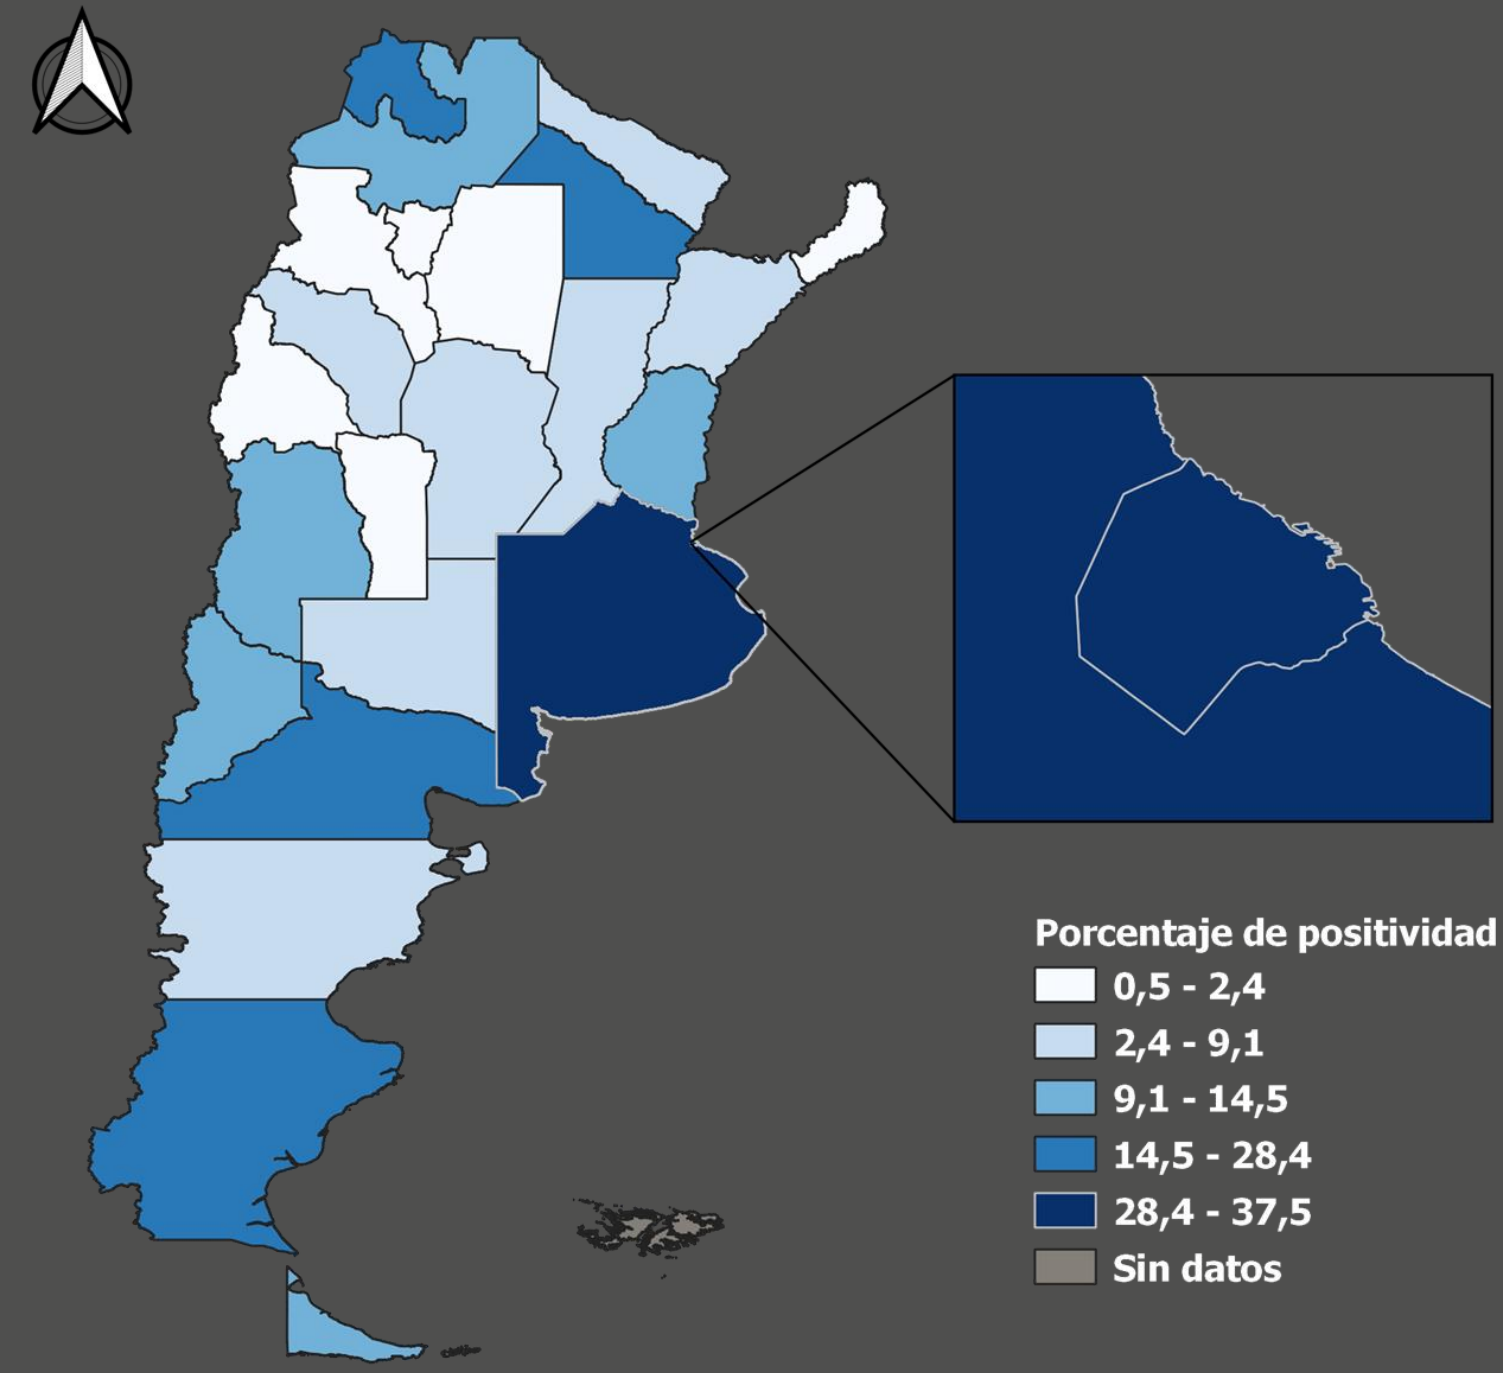 Porcentaje de positividad
0,5 - 2,4
2,4 - 9,1
9,1 - 14,5
14,5 - 28,4
28,4 - 37,5
Sin datos